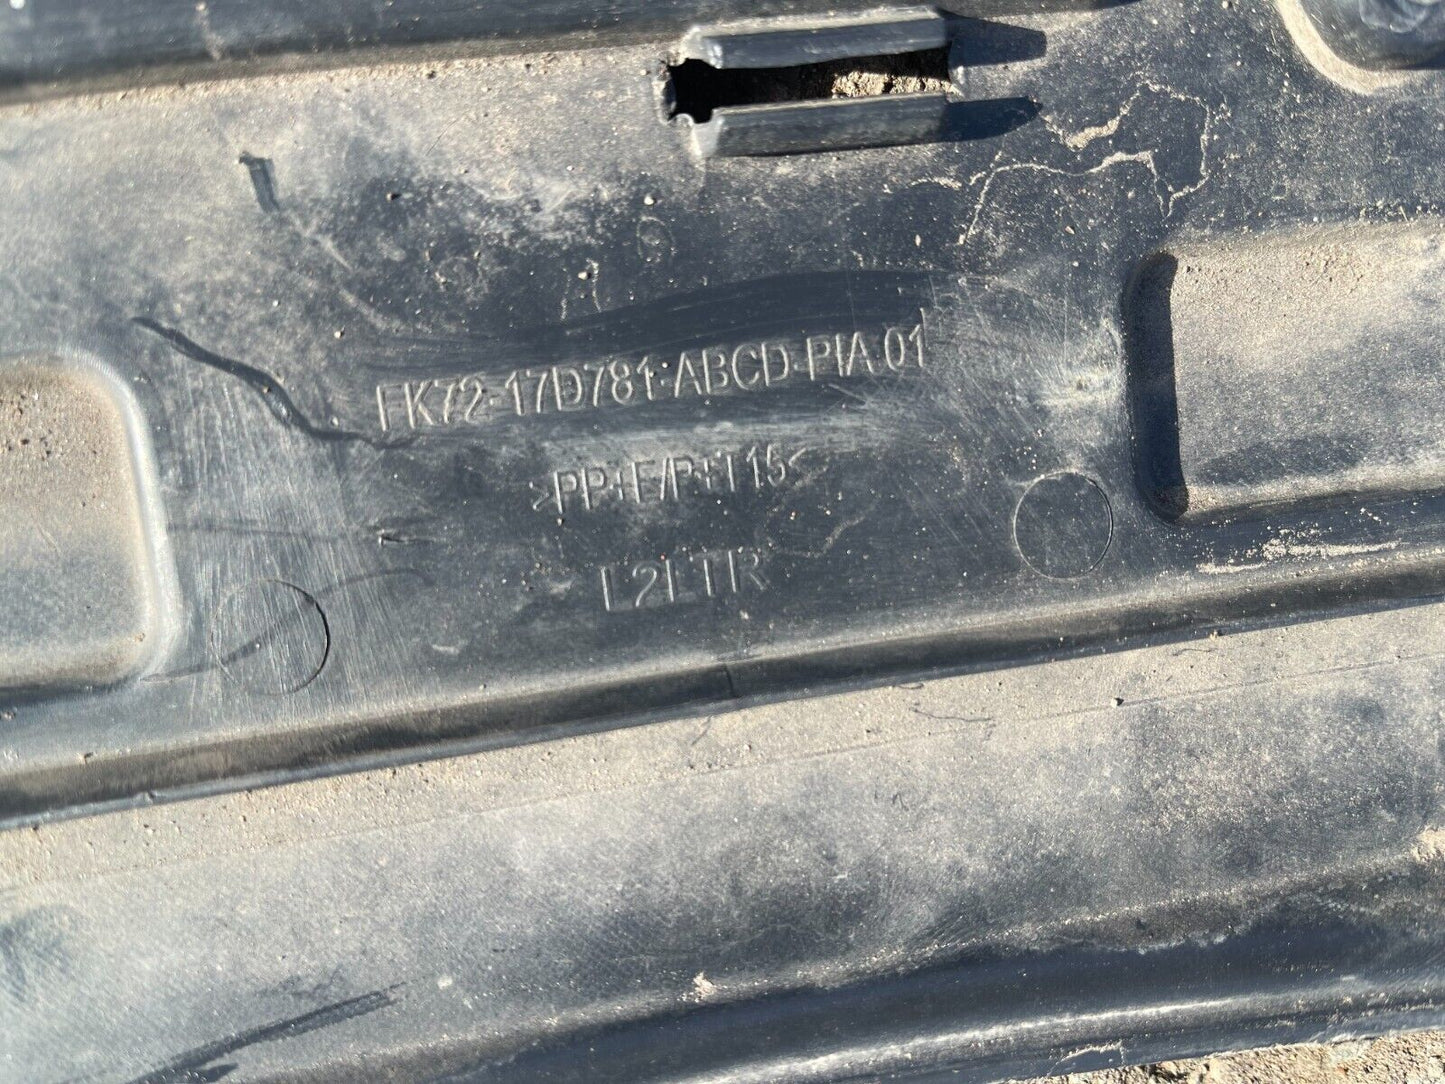 FK72-17D781-ABCD-PIA 01
>PP+E/P+T15<
L2LTR